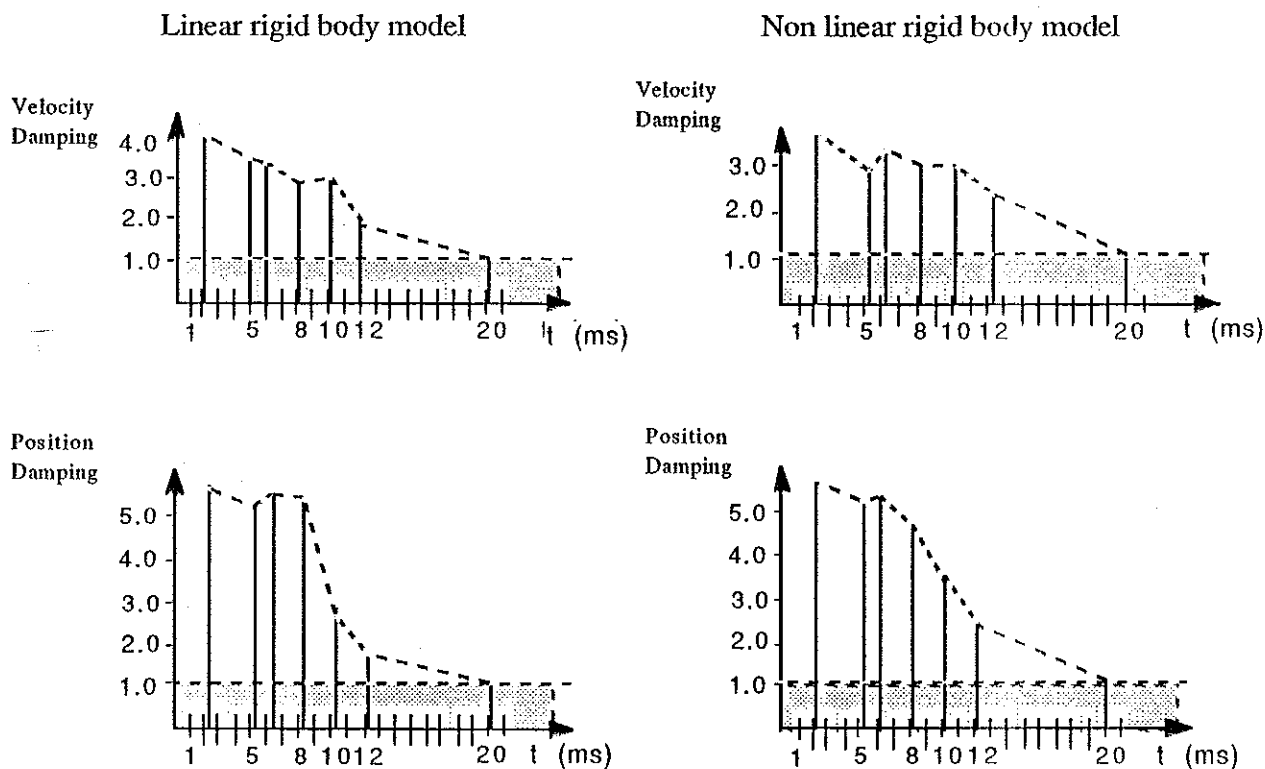 Linear rigid body model
Non linear rigid body model
Velocity
Damping
4.0
3.0
2.0
1.0
1 5 8 10 12 20 t (ms)
Velocity
Damping
3.0
2.0
1.0
1 5 8 10 12 20 t (ms)
Position
Damping
5.0
4.0
3.0
2.0
1.0
1 5 8 10 12 20 t (ms)
Position
Damping
5.0
4.0
3.0
2.0
1.0
1 5 8 10 12 20 t (ms)